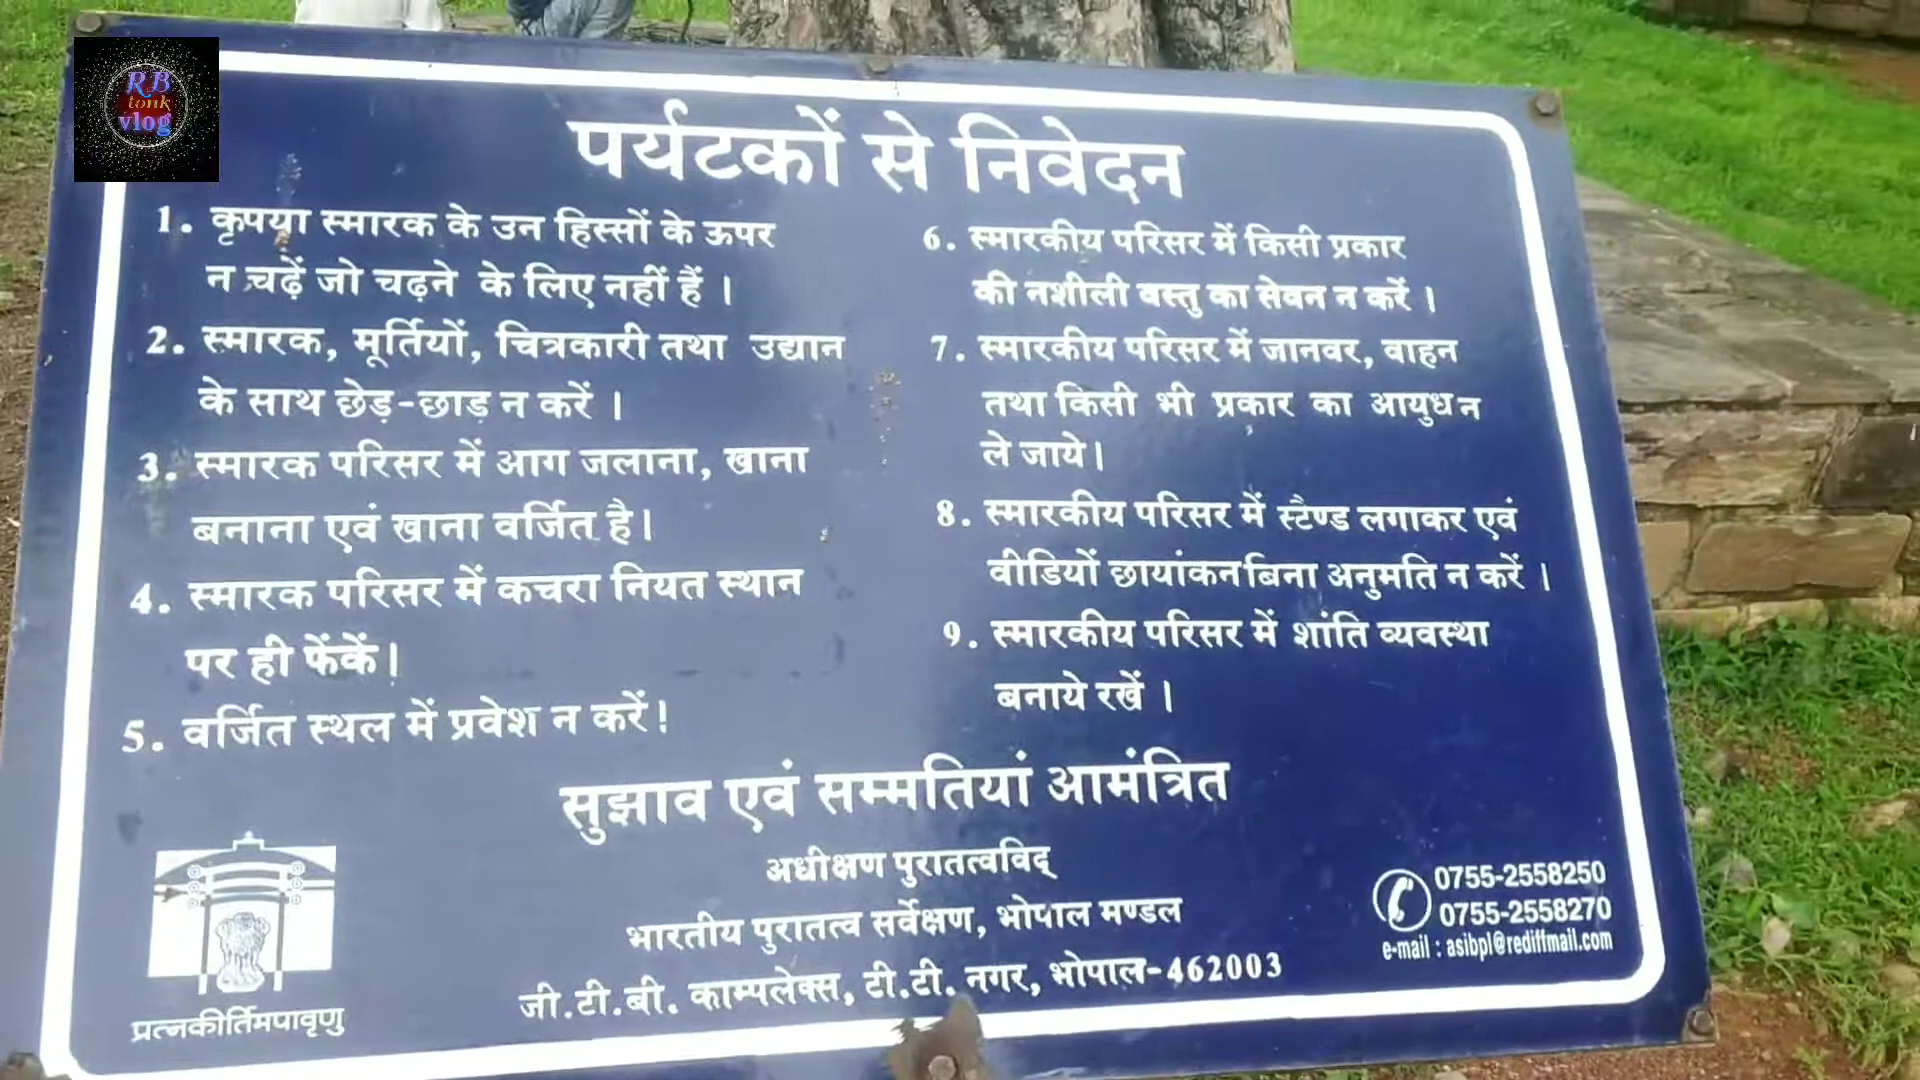 RB
tonk
vlog
पर्यटकों से निवेदन
1. कृपया स्मारक के उन हिस्सों के ऊपर
न चढ़ें जो चढ़ने के लिए नहीं हैं ।
2. स्मारक, मूर्तियों, चित्रकारी तथा उद्यान
के साथ छेड़-छाड़ न करें ।
3. स्मारक परिसर में आग जलाना, खाना
बनाना एवं खाना वर्जित है।
4. स्मारक परिसर में कचरा नियत स्थान
पर ही फेंकें।
5. वर्जित स्थल में प्रवेश न करें!
6. स्मारकीय परिसर में किसी प्रकार
की नशीली वस्तु का सेवन न करें ।
7. स्मारकीय परिसर में जानवर, वाहन
तथा किसी भी प्रकार का आयुध न
ले जाये।
8. स्मारकीय परिसर में स्टैण्ड लगाकर एवं
वीडियों छायांकन बिना अनुमति न करें ।
9. स्मारकीय परिसर में शांति व्यवस्था
बनाये रखें ।
सुझाव एवं सम्मतियां आमंत्रित
अधीक्षण पुरातत्वविद्
भारतीय पुरातत्व सर्वेक्षण, भोपाल मण्डल
जी.टी.बी. काम्पलेक्स, टी.टी. नगर, भोपाल-462003
0755-2558250
0755-2558270
e-mail : asibpl@rediffmail.com
प्रत्नकीर्तिमपावृणु